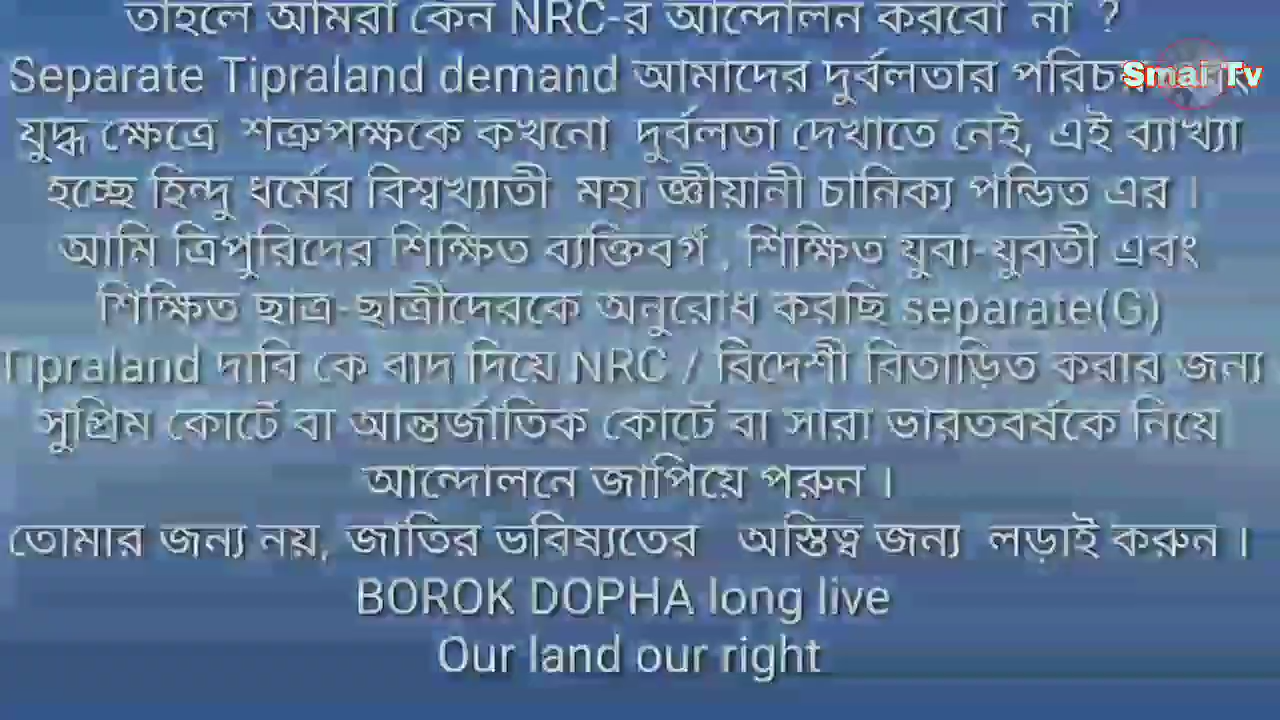 তাহলে আমরা কেন NRC-র আন্দোলন করবো না ?
Separate Tipraland demand আমাদের দুর্বলতার
Smai Tv
যুদ্ধ ক্ষেত্রে শত্রুপক্ষকে কখনো দুর্বলতা দেখাতে নেই, এই ব্যাখ্যা
হচ্ছে হিন্দু ধর্মের বিশ্বখ্যাতী মহা জ্ঞীয়ানী চানিক্য পন্ডিত এর ।
আমি ত্রিপুরিদের শিক্ষিত ব্যক্তিবর্গ , শিক্ষিত যুবা-যুবতী এবং
শিক্ষিত ছাত্র-ছাত্রীদেরকে অনুরোধ করছি separate(G)
Tipraland দাবি কে বাদ দিয়ে NRC / বিদেশী বিতাড়িত করার জন্য
সুপ্রিম কোর্টে বা আন্তর্জাতিক কোর্টে বা সারা ভারতবর্ষকে নিয়ে
আন্দোলনে জাপিয়ে পরুন ।
তোমার জন্য নয়, জাতির ভবিষ্যতের অস্তিত্ব জন্য লড়াই করুন ।
BOROK DOPHA long live
Our land our right